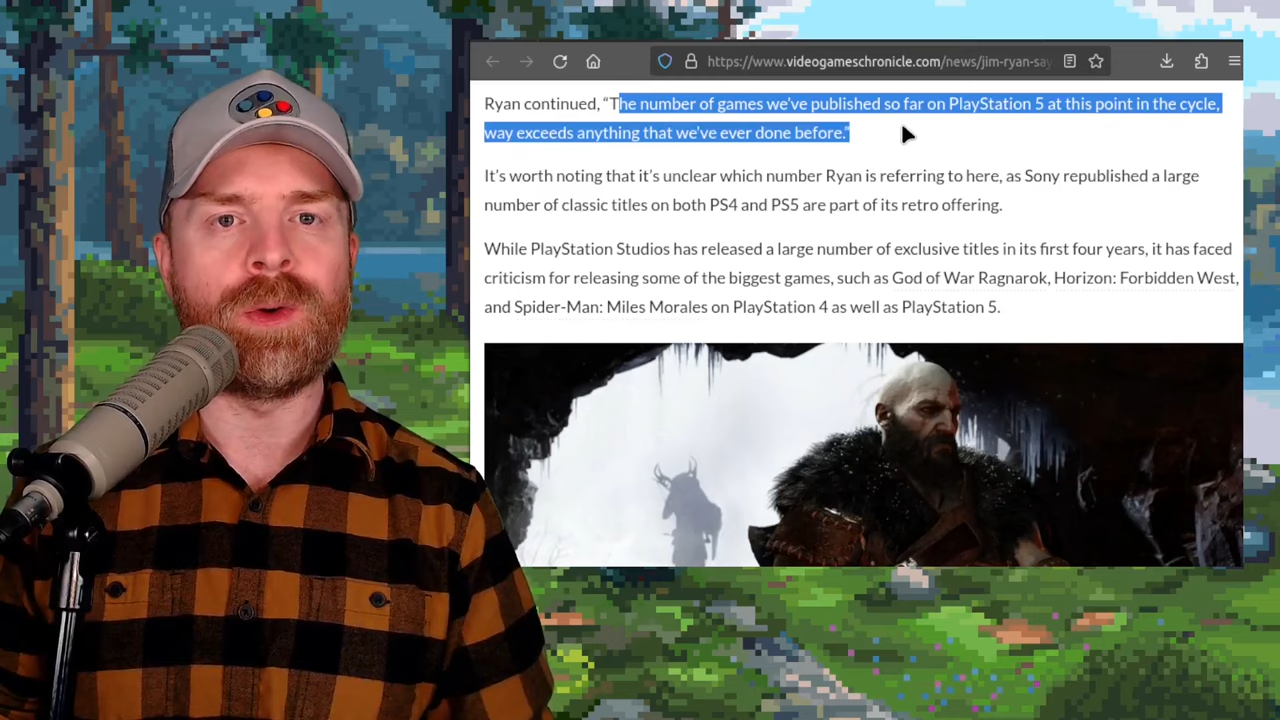 https://www.videogameschronicle.com/news/jim-ryan-say
Ryan continued, “The number of games we’ve published so far on PlayStation 5 at this point in the cycle,
way exceeds anything that we’ve ever done before.”
It’s worth noting that it’s unclear which number Ryan is referring to here, as Sony republished a large
number of classic titles on both PS4 and PS5 are part of its retro offering.
While PlayStation Studios has released a large number of exclusive titles in its first four years, it has faced
criticism for releasing some of the biggest games, such as God of War Ragnarok, Horizon: Forbidden West,
and Spider-Man: Miles Morales on PlayStation 4 as well as PlayStation 5.